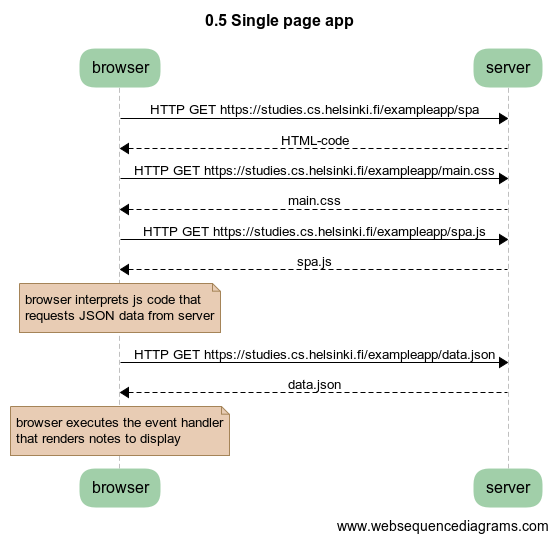 0.5 Single page app
browser
server
HTTP GET https://studies.cs.helsinki.fi/exampleapp/spa
HTML-code
HTTP GET https://studies.cs.helsinki.fi/exampleapp/main.css
main.css
HTTP GET https://studies.cs.helsinki.fi/exampleapp/spa.js
spa.js
browser interprets js code that
requests JSON data from server
HTTP GET https://studies.cs.helsinki.fi/exampleapp/data.json
data.json
browser executes the event handler
that renders notes to display
browser
server
www.websequencediagrams.com